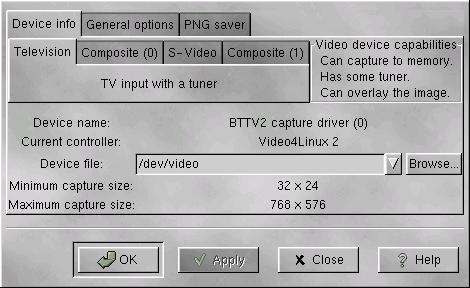 Device info General options PNG saver
Television Composite (0) S-Video Composite (1)
TV input with a tuner
Video device capabilities
Can capture to memory.
Has some tuner.
Can overlay the image.
Device name: BTTV2 capture driver (0)
Current controller: Video4Linux 2
Device file: /dev/video Browse...
Minimum capture size: 32 x 24
Maximum capture size: 768 x 576
OK Apply Close Help